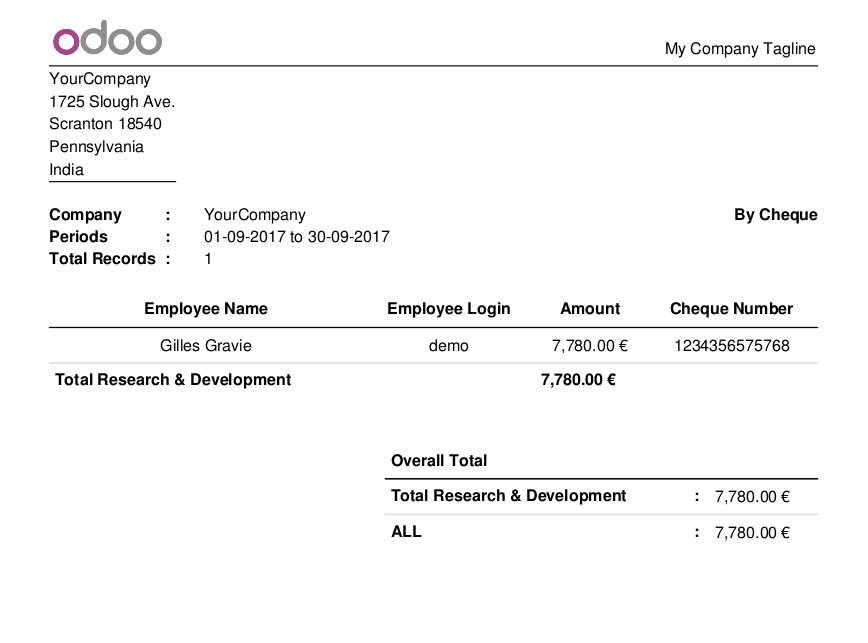 odoo
My Company Tagline
YourCompany
1725 Slough Ave.
Scranton 18540
Pennsylvania
India
Company : YourCompany By Cheque
Periods : 01-09-2017 to 30-09-2017
Total Records : 1
Employee Name Employee Login Amount Cheque Number
Gilles Gravie demo 7,780.00 € 1234356575768
Total Research & Development 7,780.00 €
Overall Total
Total Research & Development : 7,780.00 €
ALL : 7,780.00 €